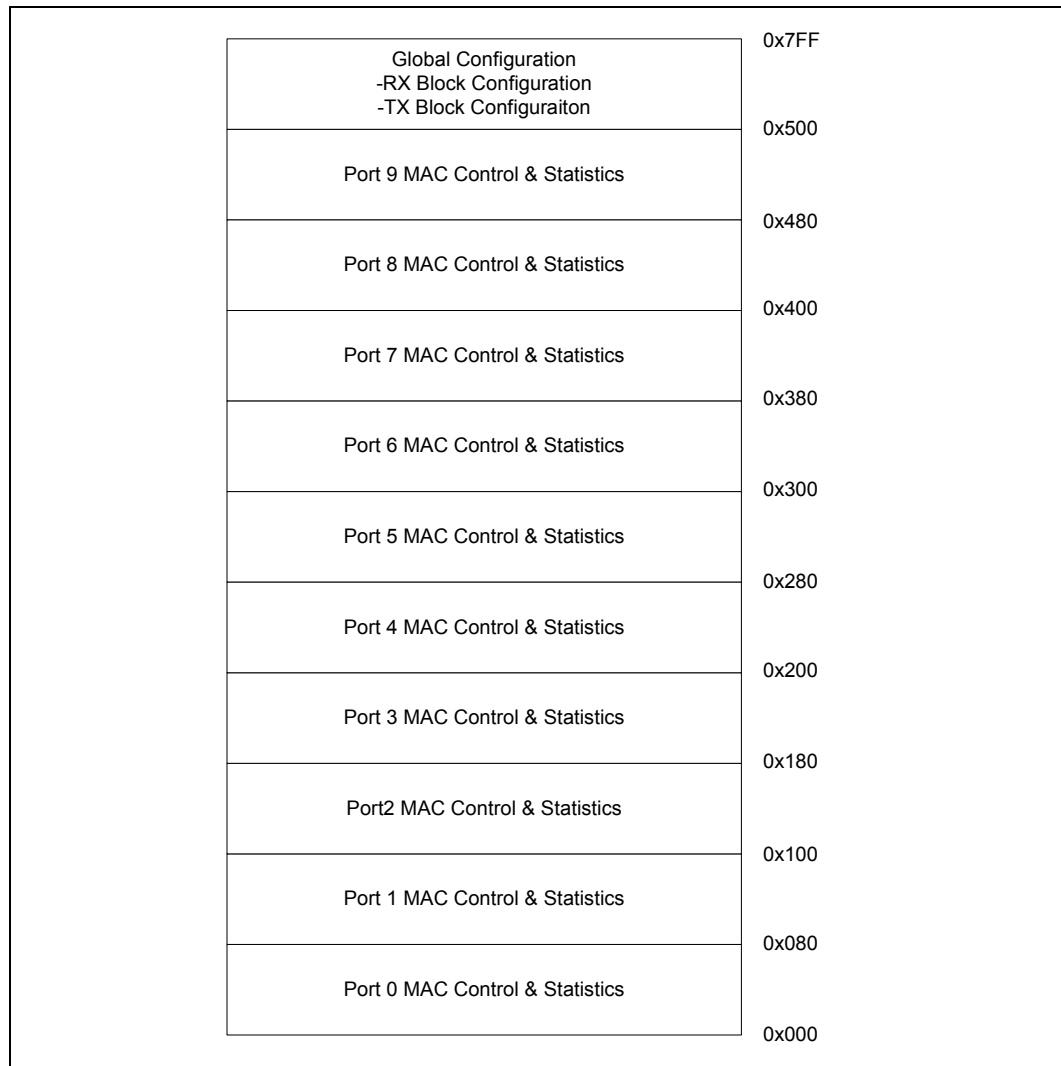 0x7FF
Global Configuration
-RX Block Configuration
-TX Block Configuraiton
0x500
Port 9 MAC Control & Statistics
0x480
Port 8 MAC Control & Statistics
0x400
Port 7 MAC Control & Statistics
0x380
Port 6 MAC Control & Statistics
0x300
Port 5 MAC Control & Statistics
0x280
Port 4 MAC Control & Statistics
0x200
Port 3 MAC Control & Statistics
0x180
Port2 MAC Control & Statistics
0x100
Port 1 MAC Control & Statistics
0x080
Port 0 MAC Control & Statistics
0x000